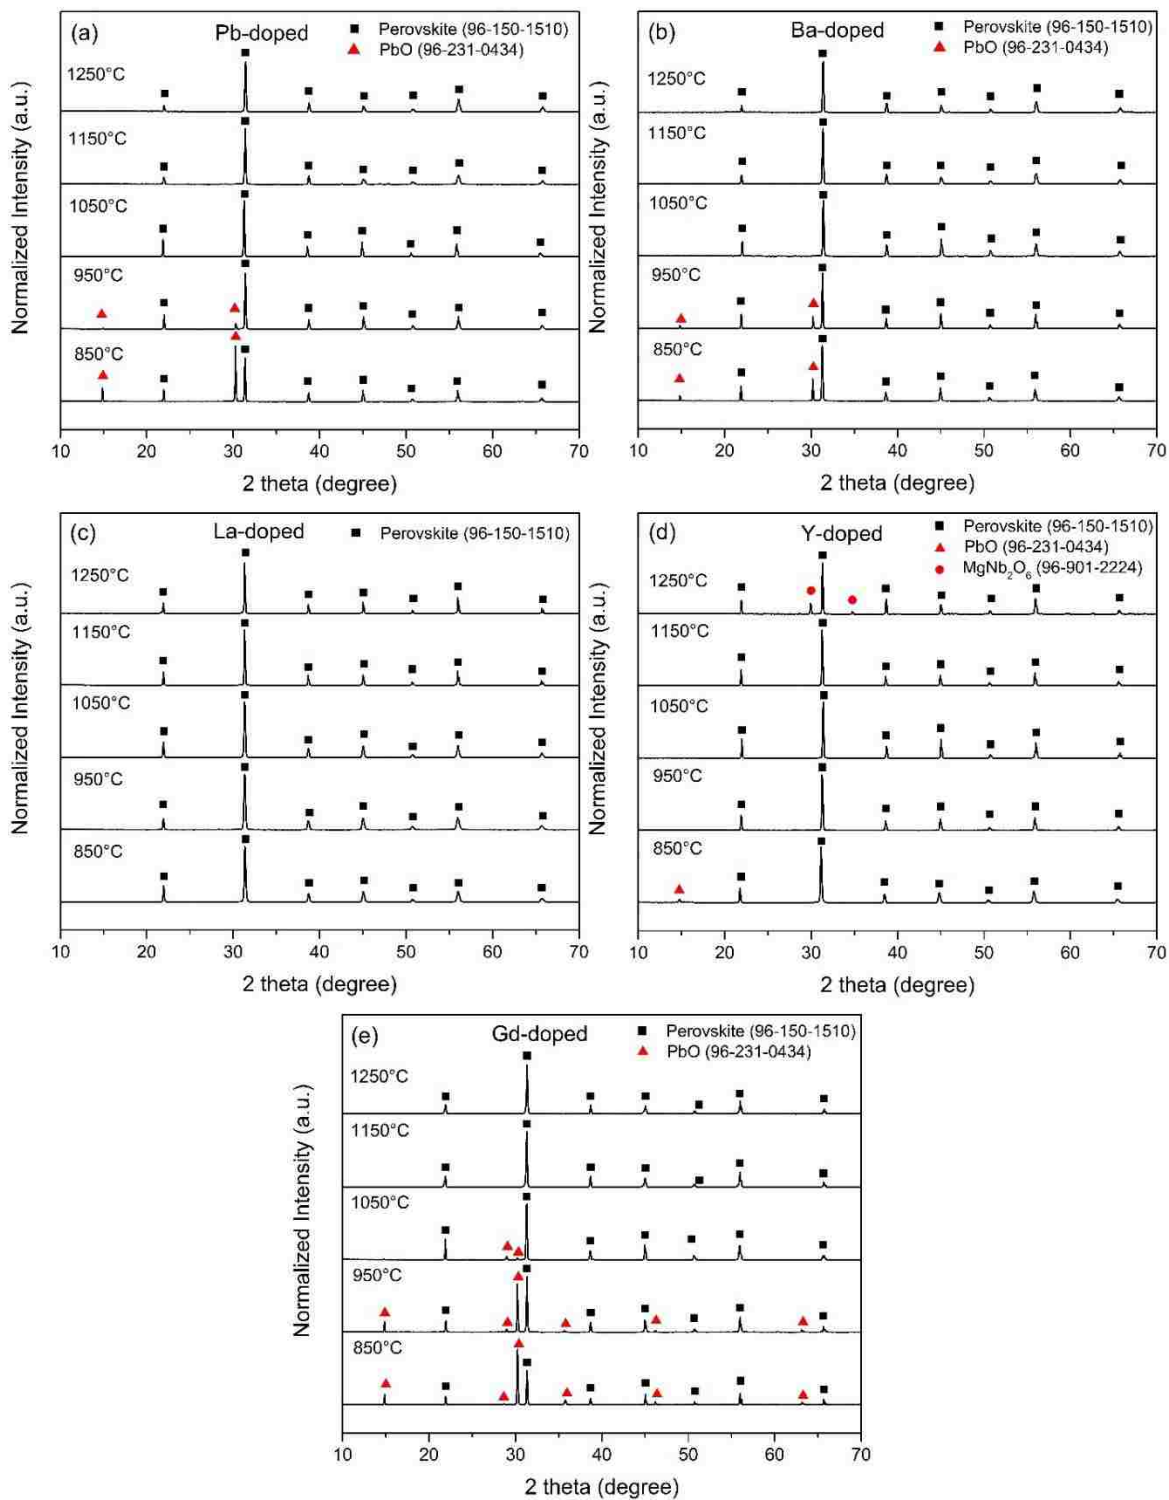 (a)
Pb-doped
Perovskite (96-150-1510)
PbO (96-231-0434)
1250°C
1150°C
1050°C
950°C
850°C
Normalized Intensity (a.u.)
10 20 30 40 50 60 70
2 theta (degree)
(b)
Ba-doped
Perovskite (96-150-1510)
PbO (96-231-0434)
1250°C
1150°C
1050°C
950°C
850°C
Normalized Intensity (a.u.)
10 20 30 40 50 60 70
2 theta (degree)
(c)
La-doped
Perovskite (96-150-1510)
1250°C
1150°C
1050°C
950°C
850°C
Normalized Intensity (a.u.)
10 20 30 40 50 60 70
2 theta (degree)
(d)
Y-doped
Perovskite (96-150-1510)
PbO (96-231-0434)
MgNb₂O₆ (96-901-2224)
1250°C
1150°C
1050°C
950°C
850°C
Normalized Intensity (a.u.)
10 20 30 40 50 60 70
2 theta (degree)
(e)
Gd-doped
Perovskite (96-150-1510)
PbO (96-231-0434)
1250°C
1150°C
1050°C
950°C
850°C
Normalized Intensity (a.u.)
10 20 30 40 50 60 70
2 theta (degree)